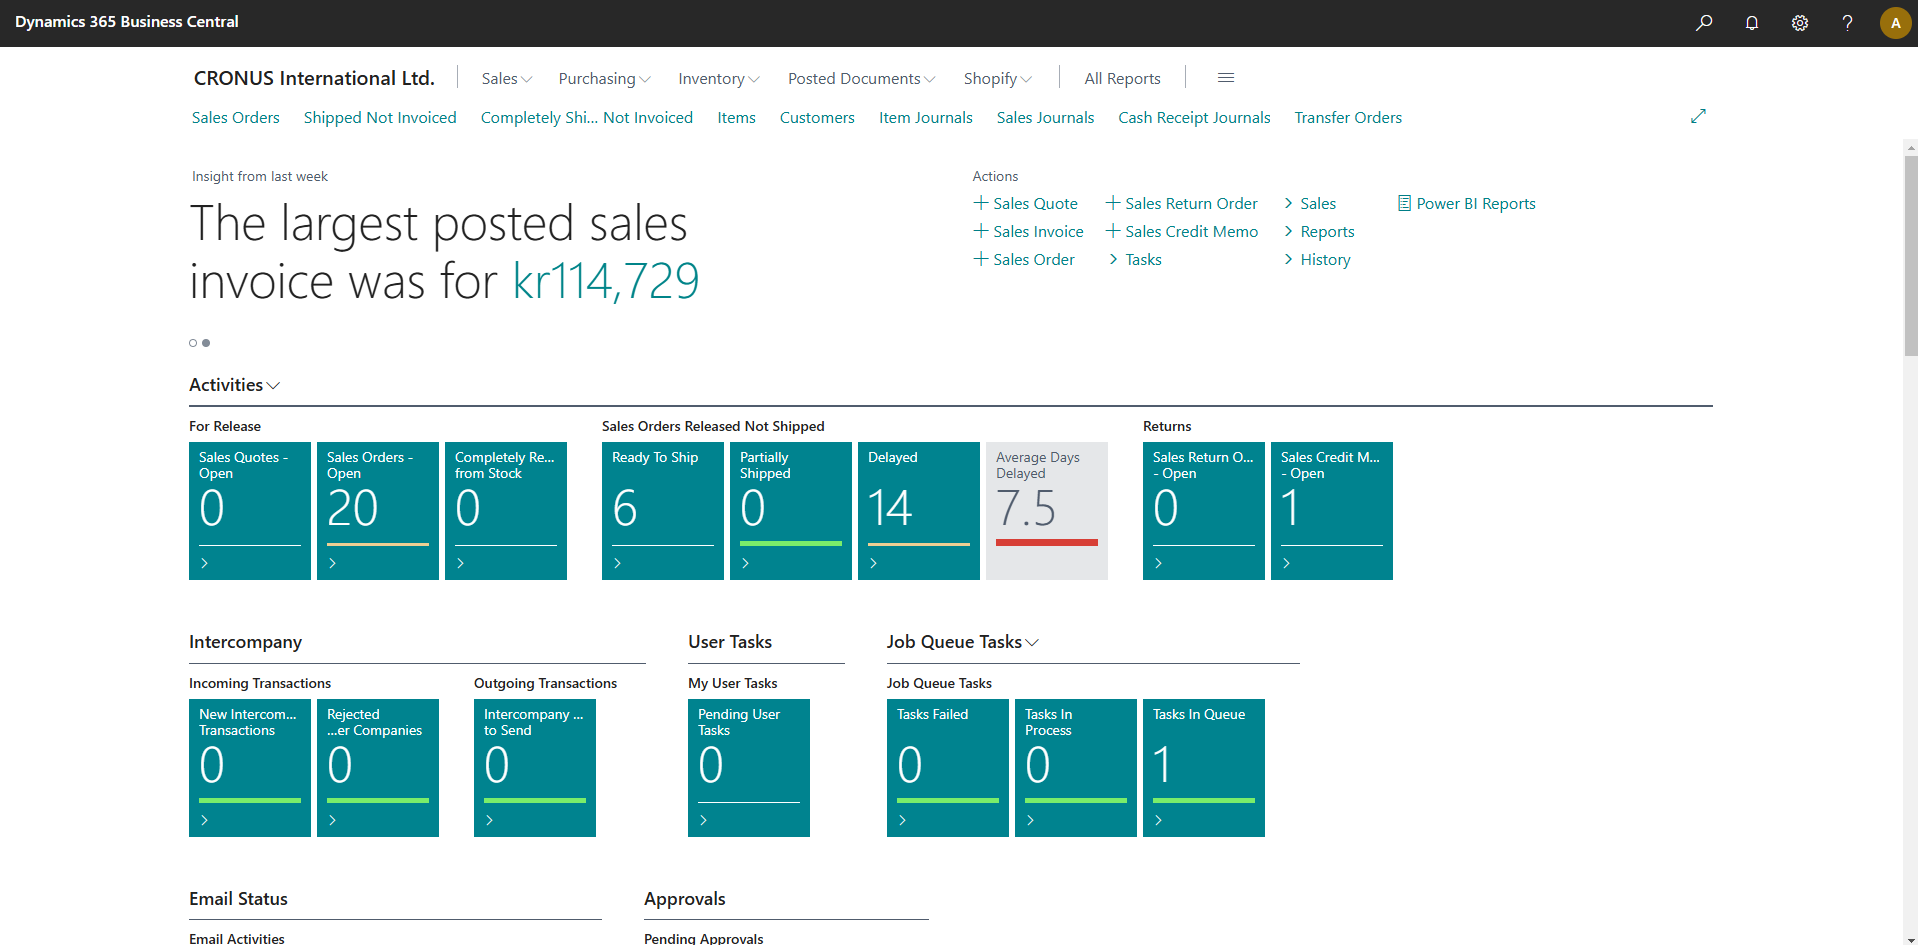 Dynamics 365 Business Central
A
CRONUS International Ltd.
Sales
Purchasing
Inventory
Posted Documents
Shopify
All Reports
Sales Orders
Shipped Not Invoiced
Completely Shi... Not Invoiced
Items
Customers
Item Journals
Sales Journals
Cash Receipt Journals
Transfer Orders
Insight from last week
The largest posted sales
invoice was for kr114,729
Actions
Sales Quote
Sales Return Order
Sales
Power BI Reports
Sales Invoice
Sales Credit Memo
Reports
Sales Order
Tasks
History
Activities
For Release
Sales Quotes -
Open
0
Sales Orders -
Open
20
Completely Re...
from Stock
0
Sales Orders Released Not Shipped
Ready To Ship
6
Partially
Shipped
0
Delayed
14
Average Days
Delayed
7.5
Returns
Sales Return O...
- Open
0
Sales Credit M...
- Open
1
Intercompany
Incoming Transactions
New Intercom...
Transactions
0
Rejected
...er Companies
0
Outgoing Transactions
Intercompany ...
to Send
0
User Tasks
My User Tasks
Pending User
Tasks
0
Job Queue Tasks
Job Queue Tasks
Tasks Failed
0
Tasks In
Process
0
Tasks In Queue
1
Email Status
Email Activities
Approvals
Pending Approvals